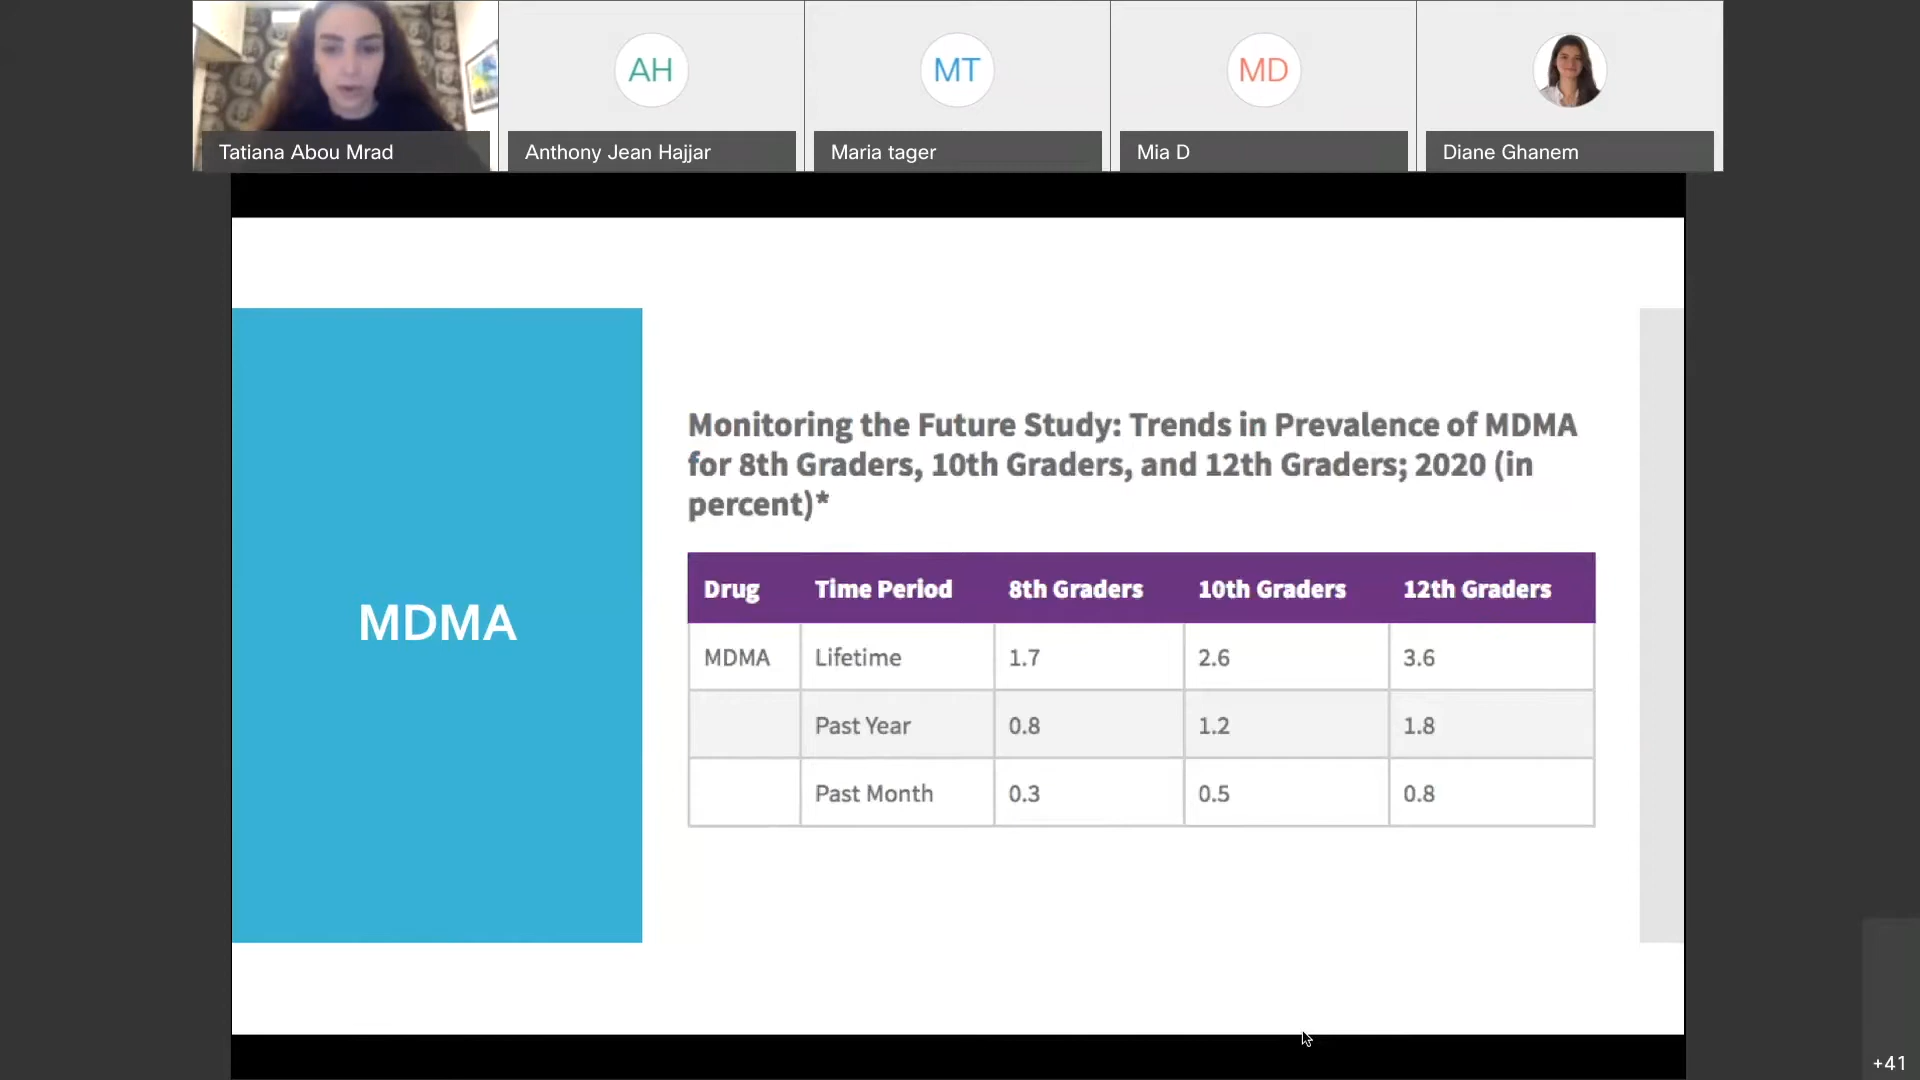 AH
MT
MD
Tatiana Abou Mrad
Anthony Jean Hajjar
Maria tager
Mia D
Diane Ghanem
MDMA
Monitoring the Future Study: Trends in Prevalence of MDMA
for 8th Graders, 10th Graders, and 12th Graders; 2020 (in
percent)*
Drug Time Period 8th Graders 10th Graders 12th Graders
MDMA Lifetime 1.7 2.6 3.6
Past Year 0.8 1.2 1.8
Past Month 0.3 0.5 0.8
+41